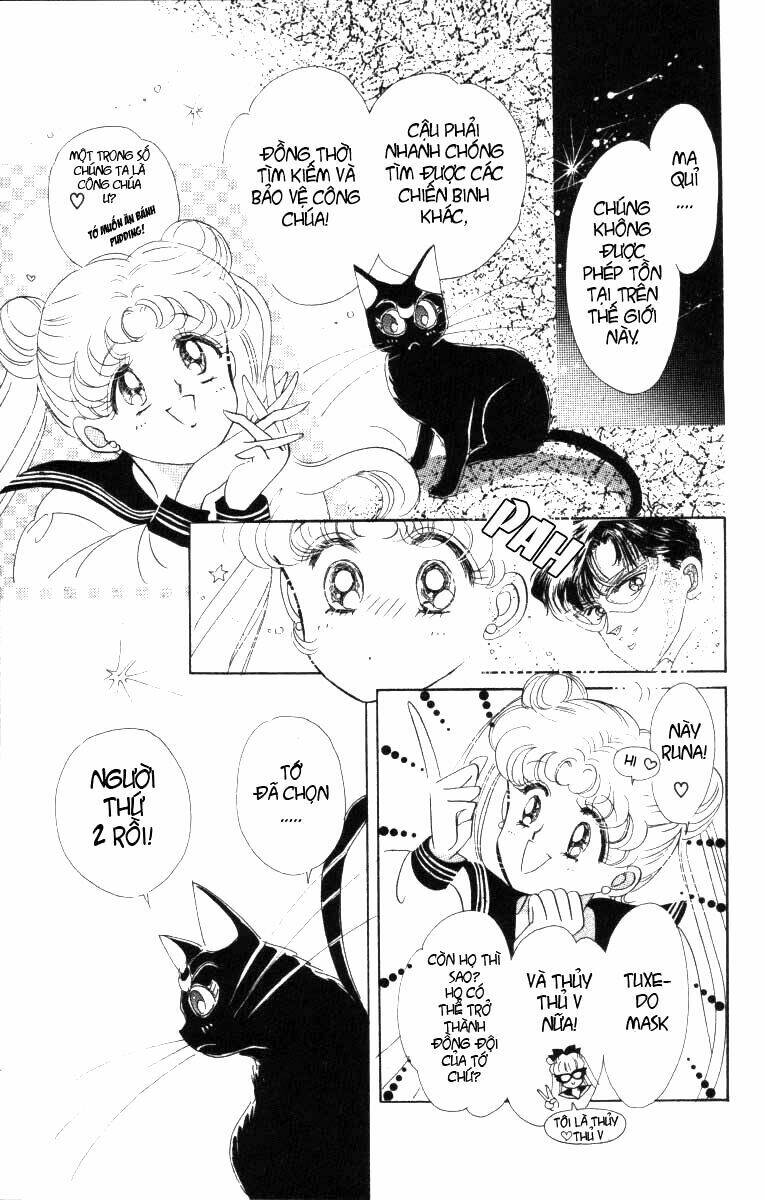 MA
QUỈ
....
CHÚNG
KHÔNG
ĐƯỢC
PHÉP TỒN
TẠI TRÊN
THẾ GIỚI
NÀY.
CẬU PHẢI
NHANH CHÓNG
TÌM ĐƯỢC CÁC
CHIẾN BINH
KHÁC,
ĐỒNG THỜI
TÌM KIẾM VÀ
BẢO VỆ CÔNG
CHÚA!
MỘT TRONG SỐ
CHÚNG TA LÀ
CÔNG CHÚA
Ư?
♡
TỚ MUỐN ĂN BÁNH
PUDDING!
PAH
NÀY
RUNA!
♡
HI ♡
TUXE-
DO
MASK
VÀ THỦY
THỦ V
NỮA!
TÔI LÀ THỦY
♡THỦ V
CÒN HỌ THÌ
SAO?
HỌ CÓ
THỂ TRỞ
THÀNH
ĐỒNG ĐỘI
CỦA TỚ
CHỨ?
TỚ
ĐÃ CHỌN
.....
NGƯỜI
THỨ
2 RỒI!